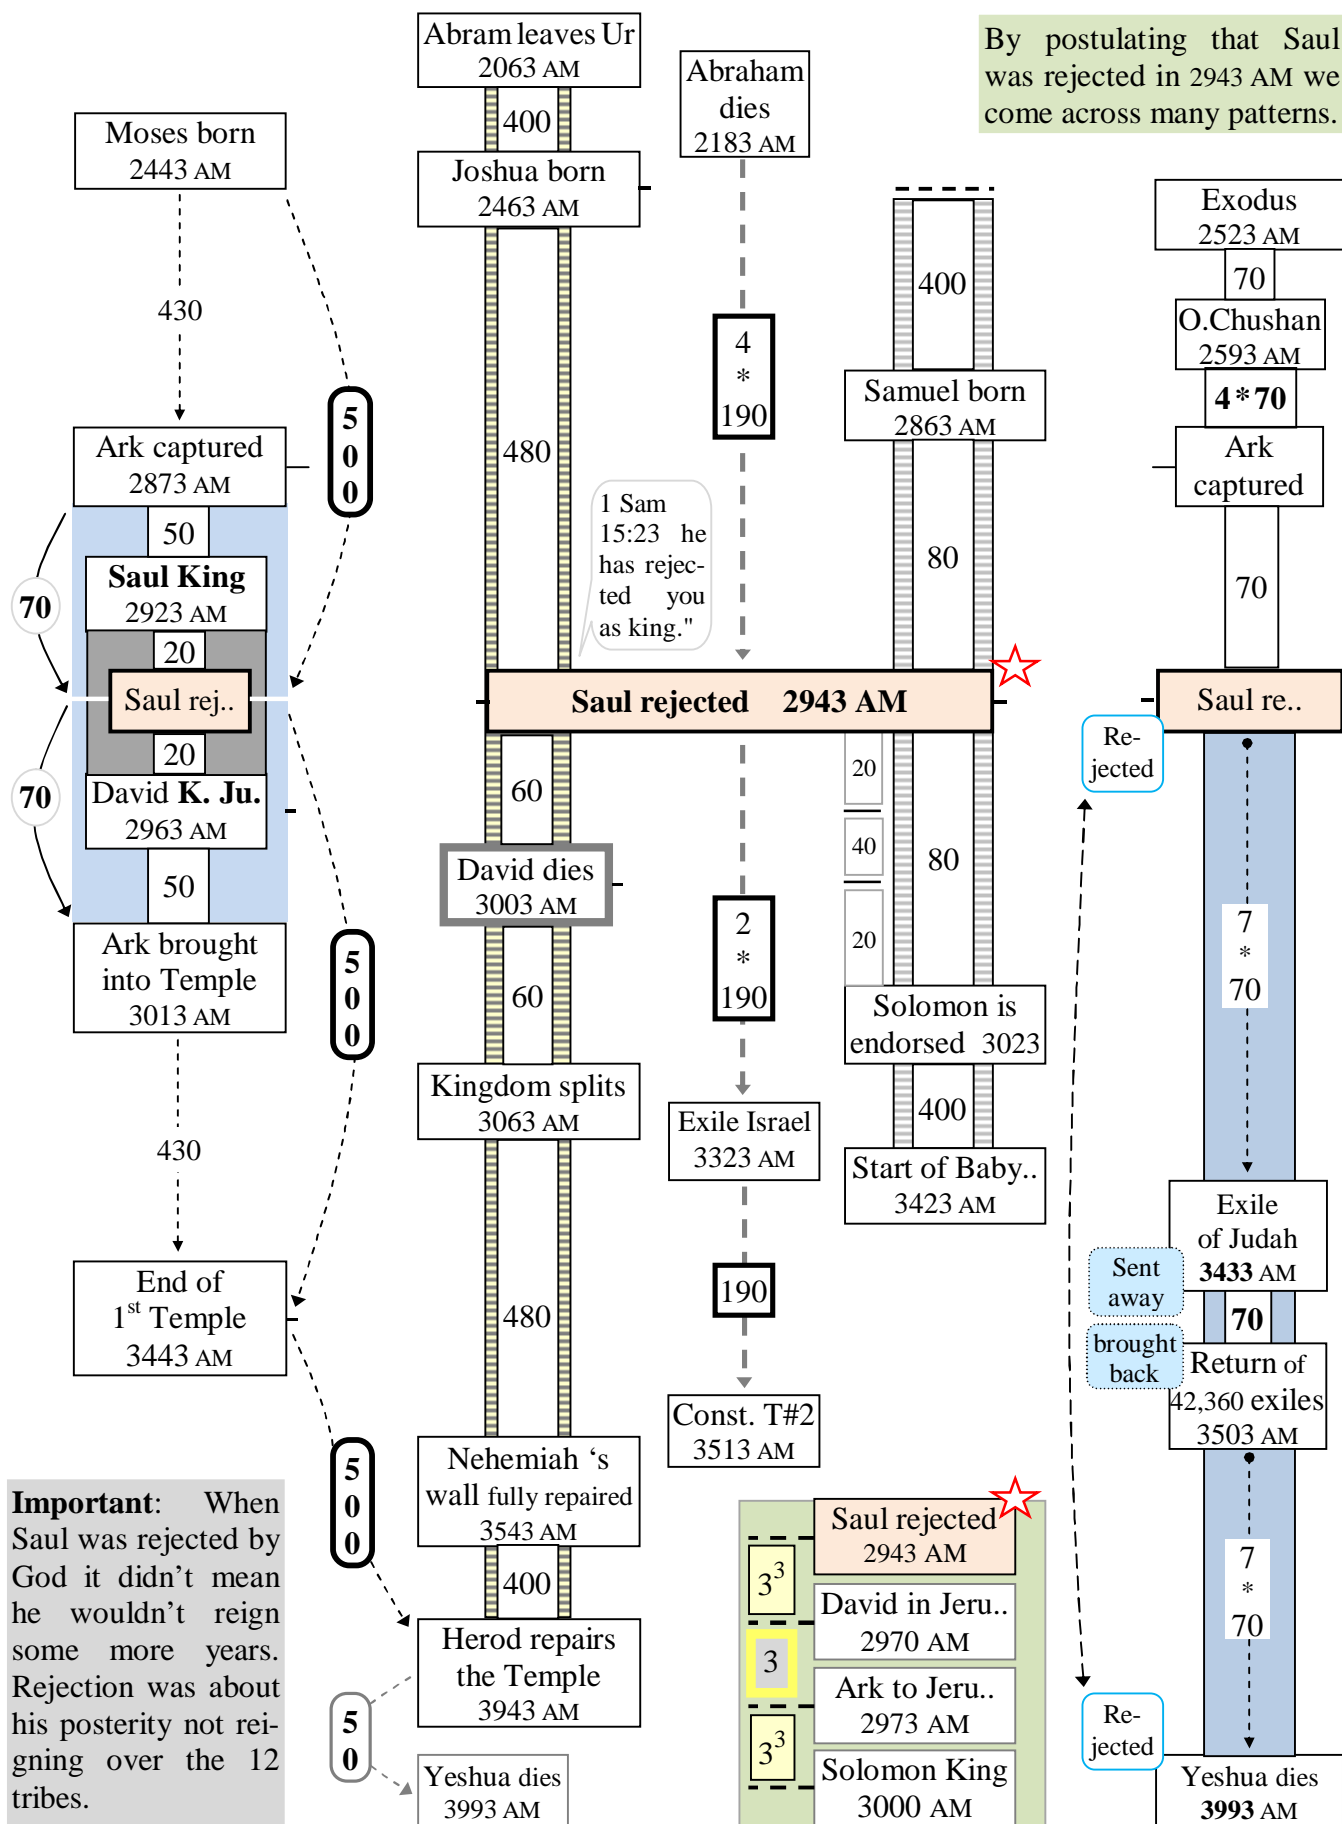 By postulating that Saul
was rejected in 2943 AM we
come across many patterns.
Moses born
2443 AM
430
500
Ark captured
2873 AM
50
70
Saul King
2923 AM
20
Saul rej..
20
70
David K. Ju.
2963 AM
50
Ark brought
into Temple
3013 AM
500
430
End of
1st Temple
3443 AM
500
Important: When
Saul was rejected by
God it didn't mean
he wouldn't reign
some more years.
Rejection was about
his posterity not rei-
gning over the 12
tribes.
Abram leaves Ur
2063 AM
400
Joshua born
2463 AM
480
1 Sam
15:23 he
has rejec-
ted you
as king."
Saul rejected 2943 AM
60
David dies
3003 AM
60
Kingdom splits
3063 AM
480
Nehemiah ‘s
wall fully repaired
3543 AM
400
Herod repairs
the Temple
3943 AM
50
Yeshua dies
3993 AM
Abraham
dies
2183 AM
4
*
190
2
*
190
Exile Israel
3323 AM
190
Const. T#2
3513 AM
400
Samuel born
2863 AM
80
20
40
20
80
Solomon is
endorsed 3023
400
Start of Baby..
3423 AM
Saul rejected
2943 AM
3³
David in Jeru..
2970 AM
3
Ark to Jeru..
2973 AM
3³
Solomon King
3000 AM
Exodus
2523 AM
70
O.Chushan
2593 AM
4*70
Ark
captured
70
Saul re..
Re-
jected
7
*
70
Exile
of Judah
3433 AM
Sent
away
70
brought
back
Return of
42,360 exiles
3503 AM
7
*
70
Re-
jected
Yeshua dies
3993 AM